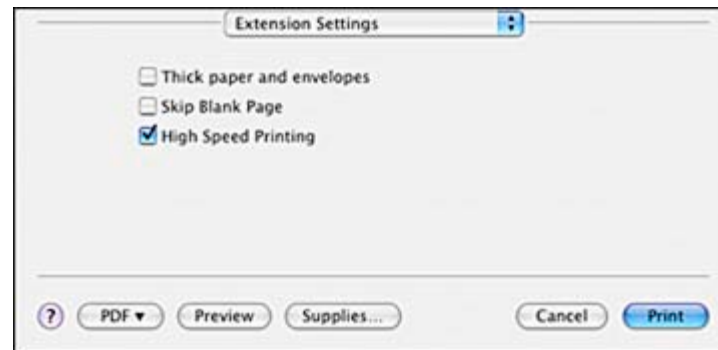 Extension Settings
Thick paper and envelopes
Skip Blank Page
High Speed Printing
? PDF ▼ Preview Supplies... Cancel Print